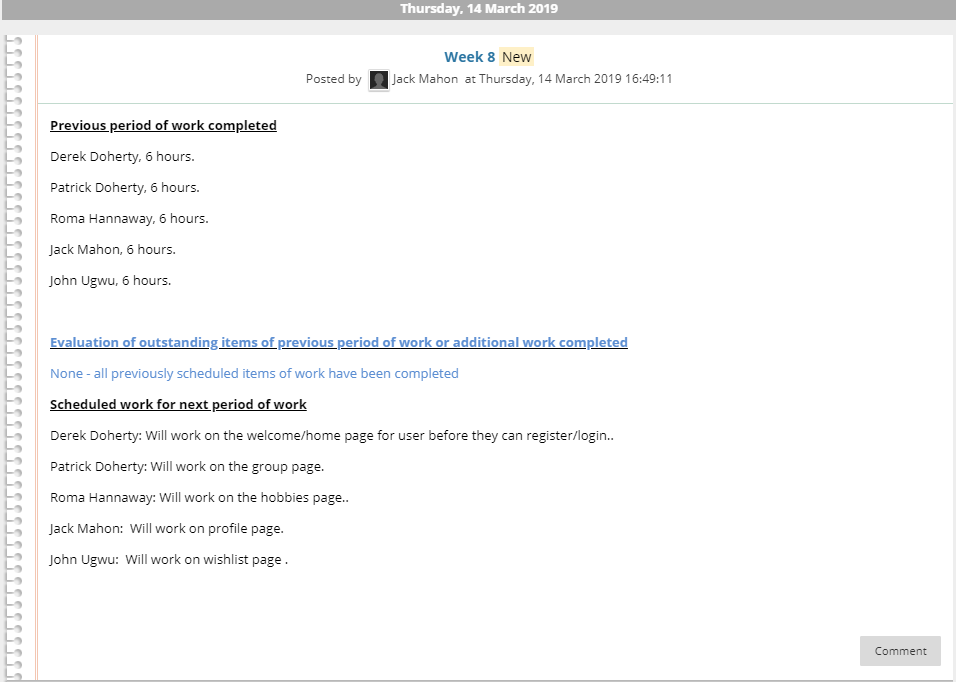 Thursday, 14 March 2019
Week 8 New
Posted by Jack Mahon at Thursday, 14 March 2019 16:49:11
Previous period of work completed
Derek Doherty, 6 hours.
Patrick Doherty, 6 hours.
Roma Hannaway, 6 hours.
Jack Mahon, 6 hours.
John Ugwu, 6 hours.
Evaluation of outstanding items of previous period of work or additional work completed
None - all previously scheduled items of work have been completed
Scheduled work for next period of work
Derek Doherty: Will work on the welcome/home page for user before they can register/login..
Patrick Doherty: Will work on the group page.
Roma Hannaway: Will work on the hobbies page..
Jack Mahon:  Will work on profile page.
John Ugwu:  Will work on wishlist page .
Comment